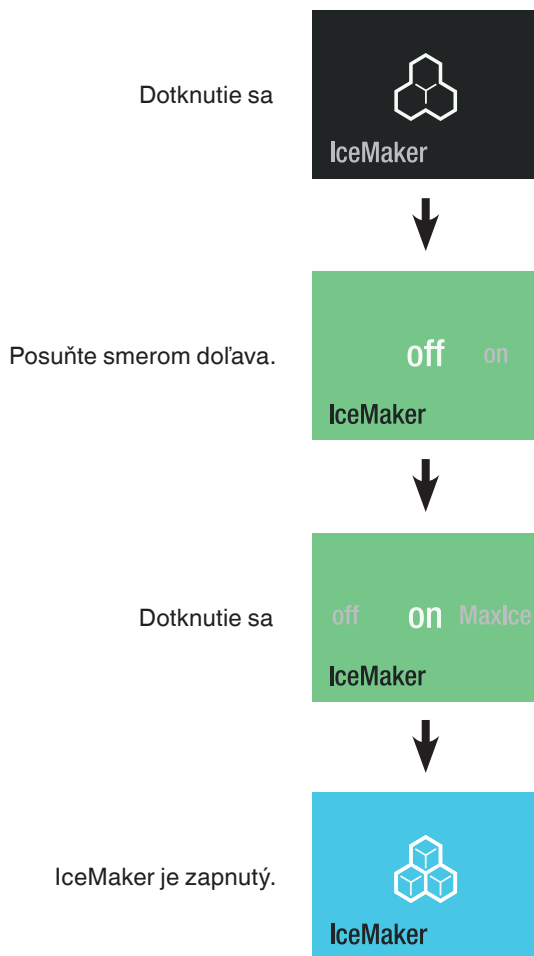 Dotknutie sa
IceMaker
Posuňte smerom doľava.
off on
IceMaker
Dotknutie sa
off on MaxIce
IceMaker
IceMaker je zapnutý.
IceMaker